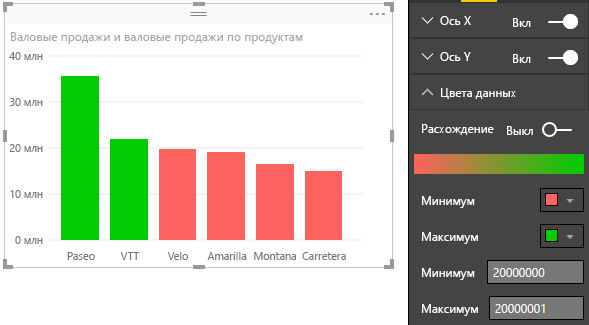 Валовые продажи и валовые продажи по продуктам
40 млн
30 млн
20 млн
10 млн
0 млн
Paseo VTT Velo Amarilla Montana Carretera
Ось X Вкл
Ось Y Вкл
Цвета данных
Расхождение Выкл
Минимум
Максимум
Минимум 20000000
Максимум 20000001